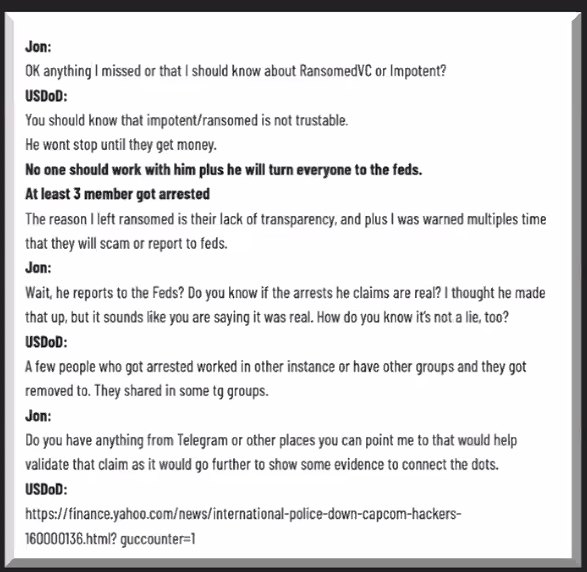 Jon:
OK anything I missed or that I should know about RansomedVC or Impotent?
USDoD:
You should know that impotent/ransomed is not trustable.
He wont stop until they get money.
No one should work with him plus he will turn everyone to the feds.
At least 3 member got arrested
The reason I left ransomed is their lack of transparency, and plus I was warned multiples time
that they will scam or report to feds.
Jon:
Wait, he reports to the Feds? Do you know if the arrests he claims are real? I thought he made
that up, but it sounds like you are saying it was real. How do you know it's not a lie, too?
USDoD:
A few people who got arrested worked in other instance or have other groups and they got
removed to. They shared in some tg groups.
Jon:
Do you have anything from Telegram or other places you can point me to that would help
validate that claim as it would go further to show some evidence to connect the dots.
USDoD:
https://finance.yahoo.com/news/international-police-down-capcom-hackers-
160000136.html? guccounter=1